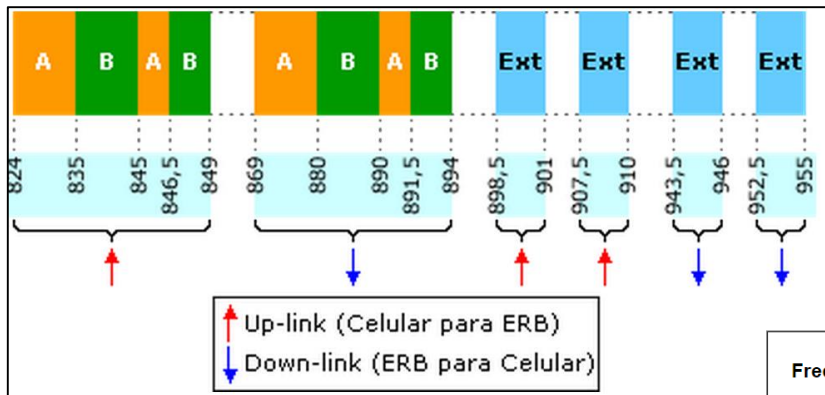 A B A B A B A B Ext Ext Ext Ext
824 835 845 846,5 849 869 880 890 891,5 894 898,5 901 907,5 910 943,5 946 952,5 955
Up-link (Celular para ERB)
Down-link (ERB para Celular)